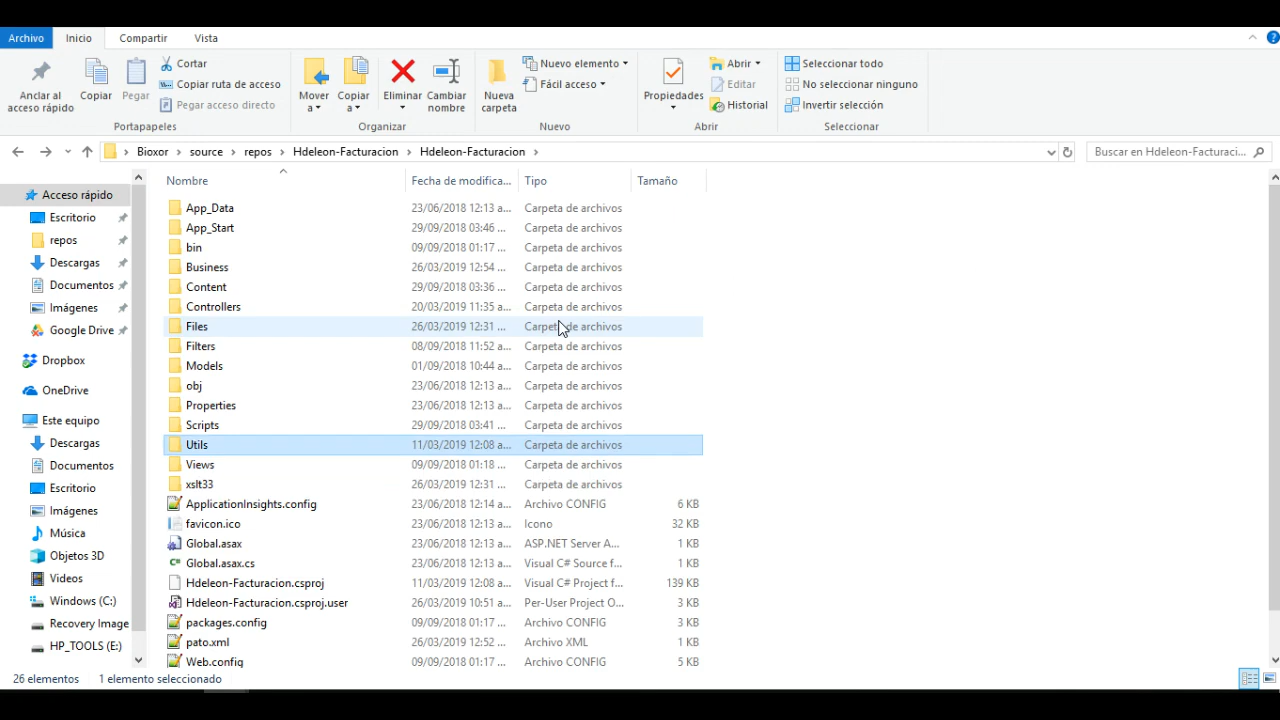 Archivo Inicio Compartir Vista
Anclar al acceso rápido
Copiar
Pegar
Cortar
Copiar ruta de acceso
Pegar acceso directo
Portapapeles
Mover a
Copiar a
Eliminar
Cambiar nombre
Organizar
Nueva carpeta
Nuevo elemento
Fácil acceso
Nuevo
Propiedades
Abrir
Editar
Historial
Abrir
Seleccionar todo
No seleccionar ninguno
Invertir selección
Seleccionar
Bioxor > source > repos > Hdeleon-Facturacion > Hdeleon-Facturacion >
Buscar en Hdeleon-Facturaci...
Acceso rápido
Escritorio
repos
Descargas
Documentos
Imágenes
Google Drive
Dropbox
OneDrive
Este equipo
Descargas
Documentos
Escritorio
Imágenes
Música
Objetos 3D
Videos
Windows (C:)
Recovery Image
HP_TOOLS (E:)
Nombre Fecha de modifica... Tipo Tamaño
App_Data 23/06/2018 12:13 a... Carpeta de archivos
App_Start 29/09/2018 03:46 ... Carpeta de archivos
bin 09/09/2018 01:17 ... Carpeta de archivos
Business 26/03/2019 12:54 ... Carpeta de archivos
Content 29/09/2018 03:36 ... Carpeta de archivos
Controllers 20/03/2019 11:35 a... Carpeta de archivos
Files 26/03/2019 12:31 ... Carpeta de archivos
Filters 08/09/2018 11:52 a... Carpeta de archivos
Models 01/09/2018 10:44 a... Carpeta de archivos
obj 23/06/2018 12:13 a... Carpeta de archivos
Properties 23/06/2018 12:13 a... Carpeta de archivos
Scripts 29/09/2018 03:41 ... Carpeta de archivos
Utils 11/03/2019 12:08 a... Carpeta de archivos
Views 09/09/2018 01:18 ... Carpeta de archivos
xslt33 26/03/2019 12:31 ... Carpeta de archivos
ApplicationInsights.config 23/06/2018 12:14 a... Archivo CONFIG 6 KB
favicon.ico 23/06/2018 12:13 a... Icono 32 KB
Global.asax 23/06/2018 12:13 a... ASP.NET Server A... 1 KB
Global.asax.cs 23/06/2018 12:13 a... Visual C# Source f... 1 KB
Hdeleon-Facturacion.csproj 11/03/2019 12:08 a... Visual C# Project f... 139 KB
Hdeleon-Facturacion.csproj.user 26/03/2019 10:51 a... Per-User Project O... 3 KB
packages.config 09/09/2018 01:17 ... Archivo CONFIG 3 KB
pato.xml 26/03/2019 12:52 ... Archivo XML 1 KB
Web.config 09/09/2018 01:17 ... Archivo CONFIG 5 KB
26 elementos 1 elemento seleccionado